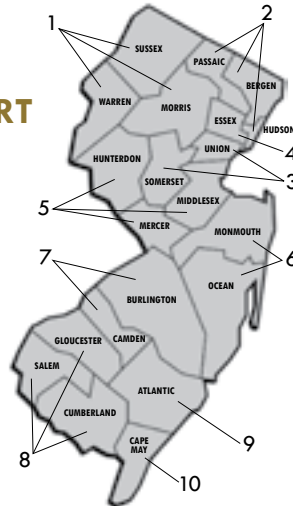 1
2
SUSSEX
PASSAIC
BERGEN
WARREN
MORRIS
RT
ESSEX
HUDSON
UNION
4
HUNTERDON
SOMERSET
3
MIDDLESEX
5
MERCER
MONMOUTH
6
7
OCEAN
BURLINGTON
GLOUCESTER
CAMDEN
SALEM
ATLANTIC
CUMBERLAND
8
CAPE
MAY
9
10